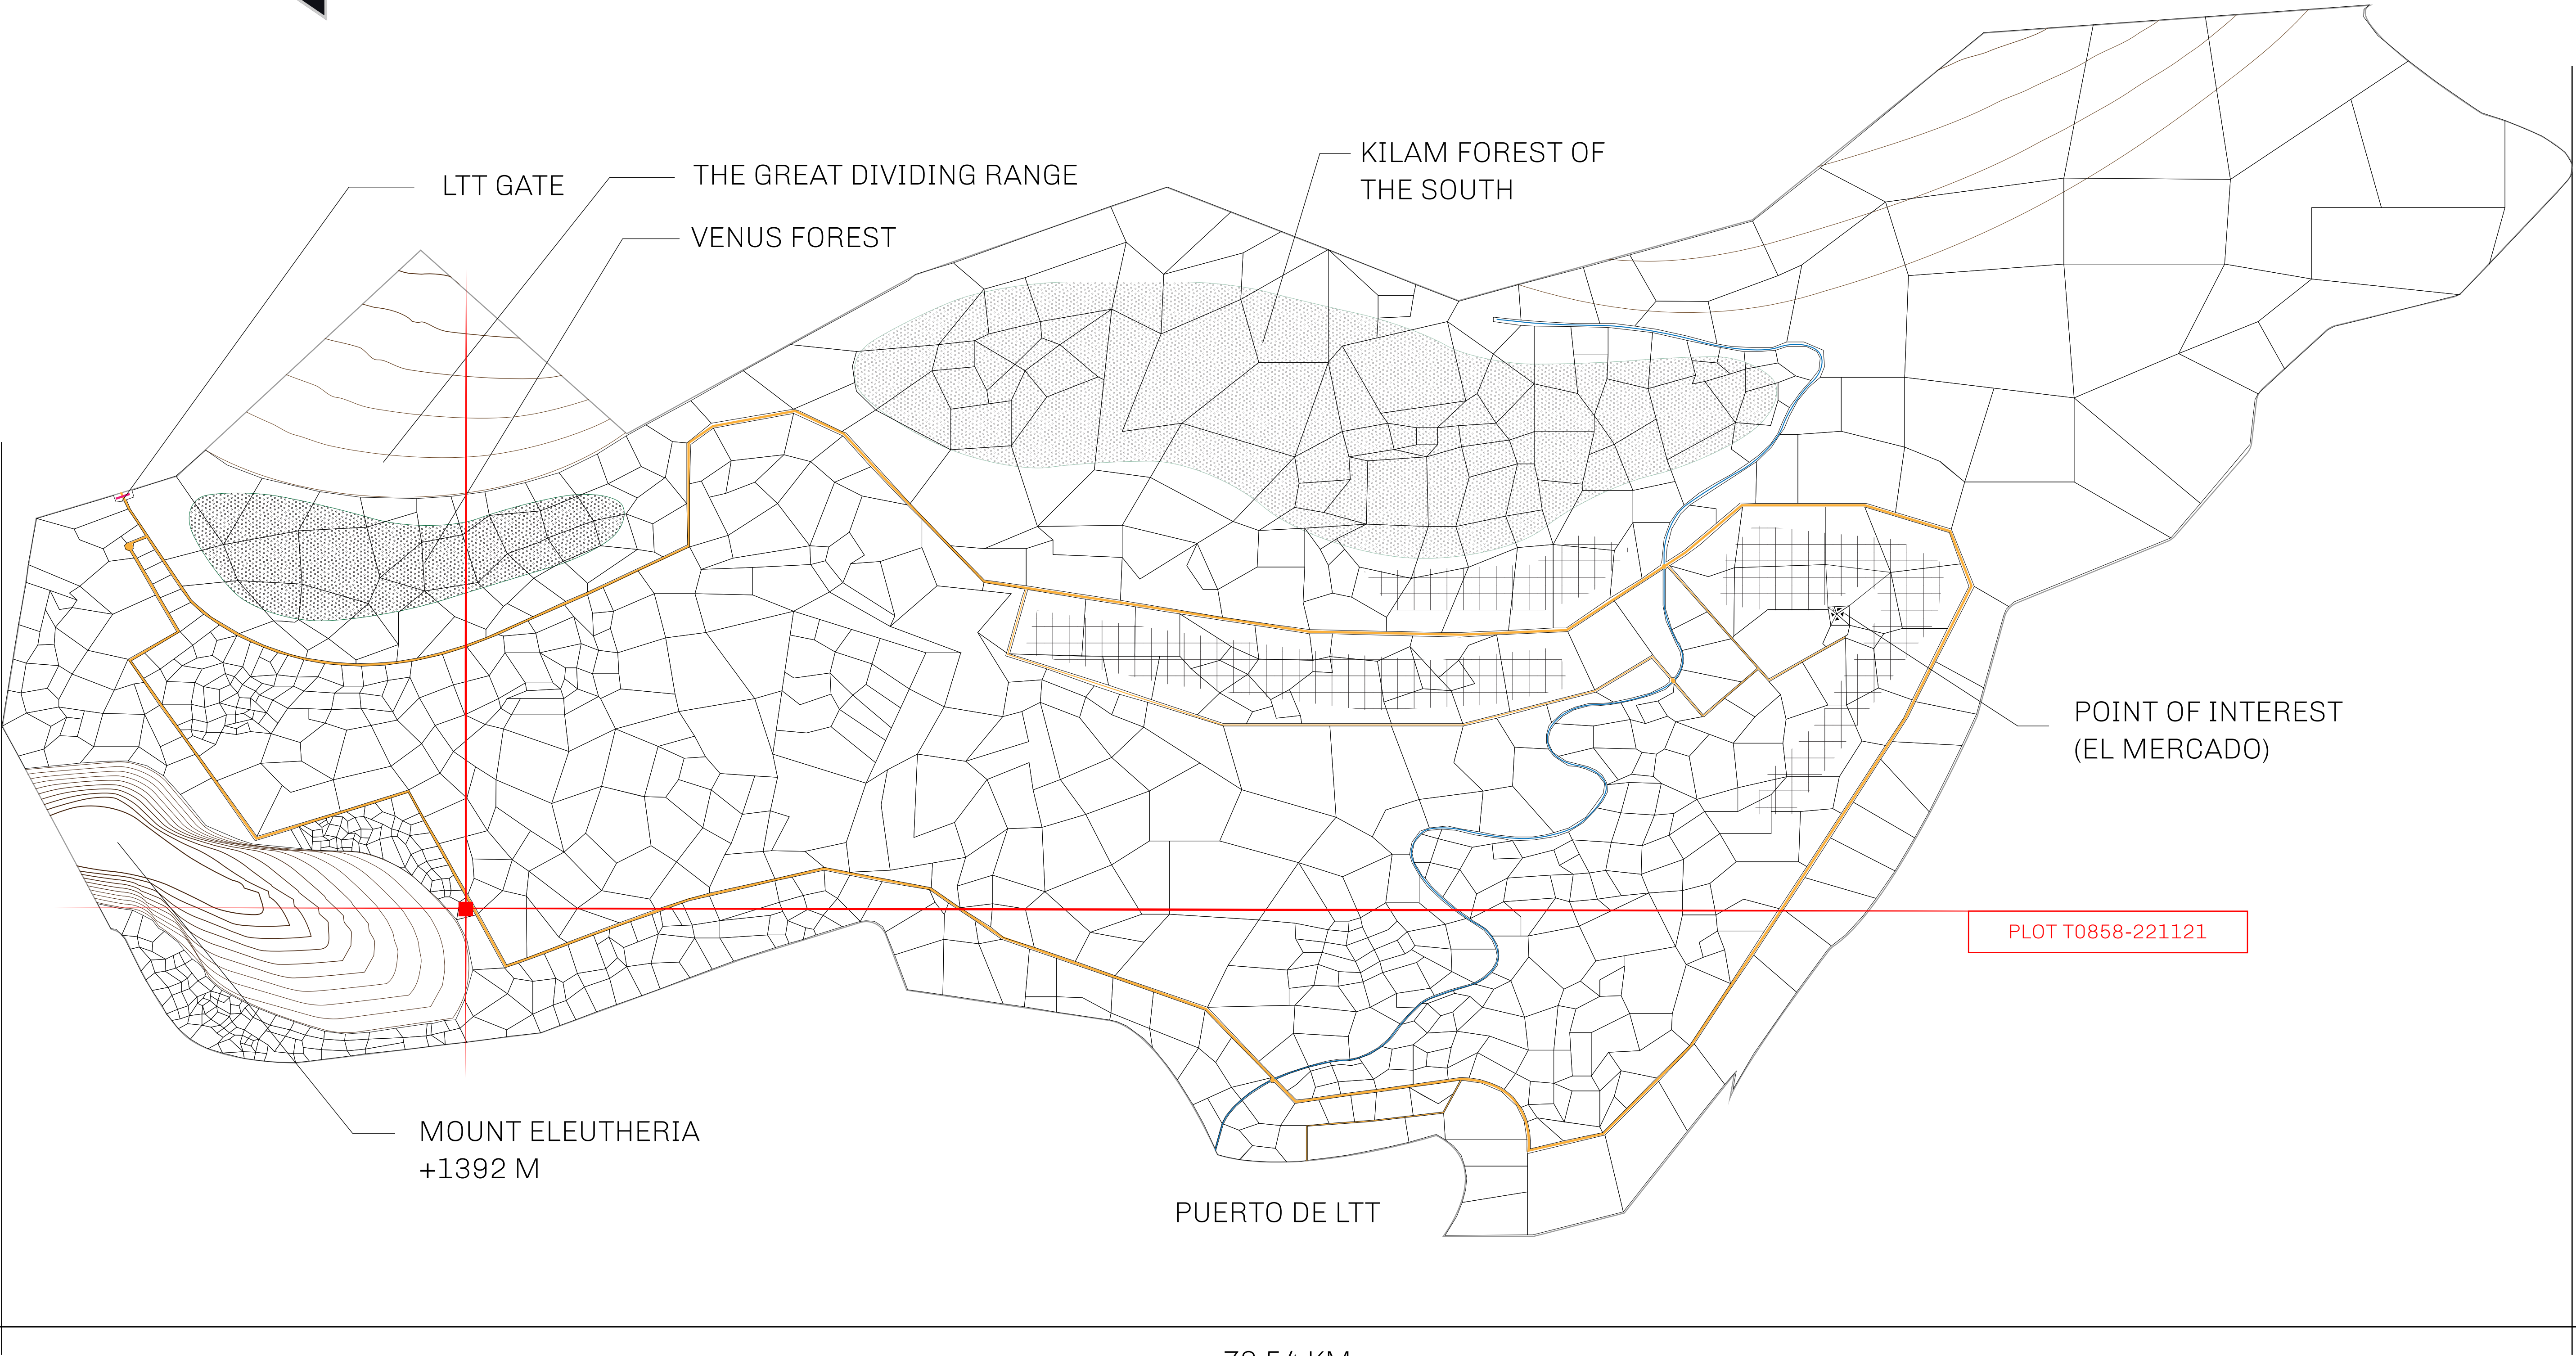 KILAM FOREST OF
THE SOUTH
LTT GATE
THE GREAT DIVIDING RANGE
VENUS FOREST
POINT OF INTEREST
(EL MERCADO)
PLOT T0858-221121
MOUNT ELEUTHERIA
+1392 M
PUERTO DE LTT
KM